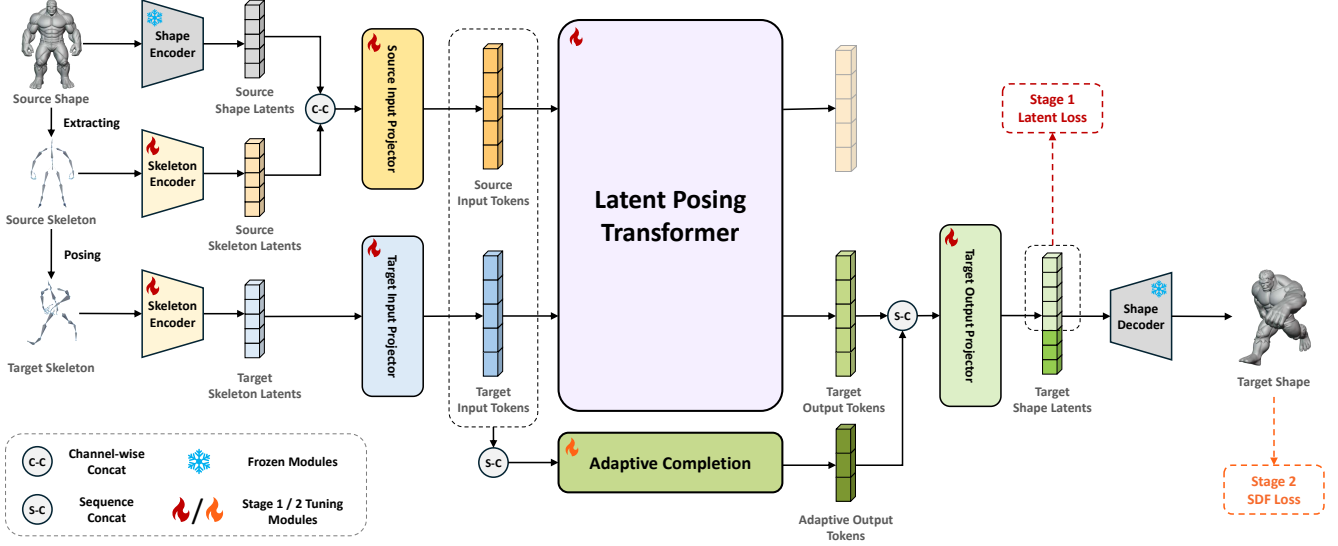 Source Shape
Extracting
Source Skeleton
Posing
Target Skeleton
Shape
Encoder
Skeleton
Encoder
Skeleton
Encoder
Source
Shape Latents
Source
Skeleton Latents
Target
Skeleton Latents
C-C
Source Input Projector
Target Input Projector
Source
Input Tokens
Target
Input Tokens
S-C
Latent Posing
Transformer
Adaptive Completion
Target
Output Tokens
Adaptive Output
Tokens
S-C
Target Output Projector
Stage 1
Latent Loss
Target
Shape Latents
Shape
Decoder
Target Shape
Stage 2
SDF Loss
C-C
Channel-wise
Concat
Frozen Modules
S-C
Sequence
Concat
/
Stage 1 / 2 Tuning
Modules